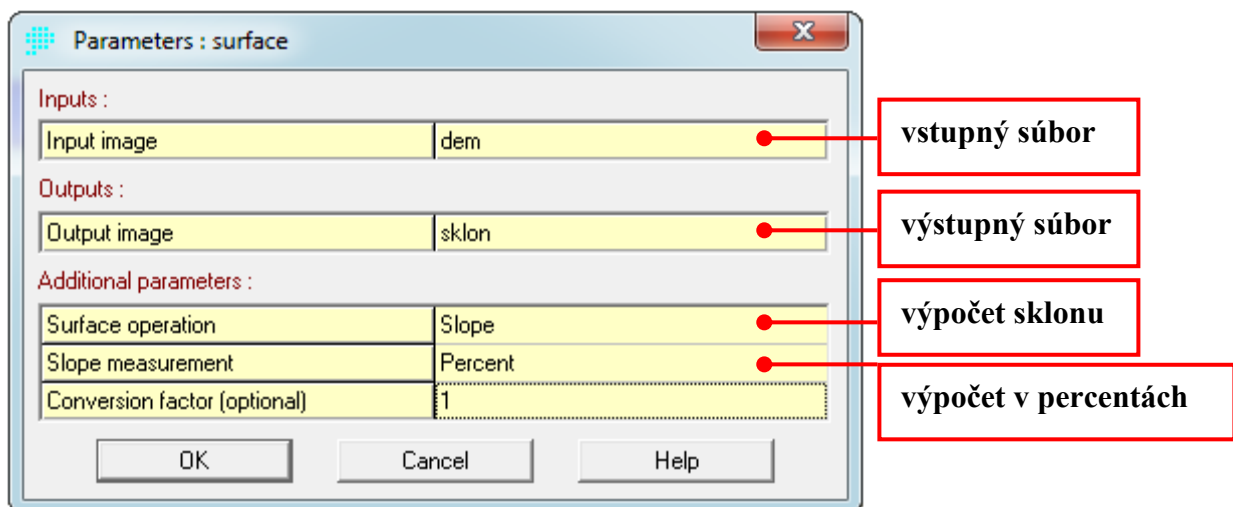 Parameters : surface
Inputs :
Input image dem vstupný súbor
Outputs :
Output image sklon výstupný súbor
Additional parameters :
Surface operation Slope výpočet sklonu
Slope measurement Percent výpočet v percentách
Conversion factor (optional) 1
OK Cancel Help